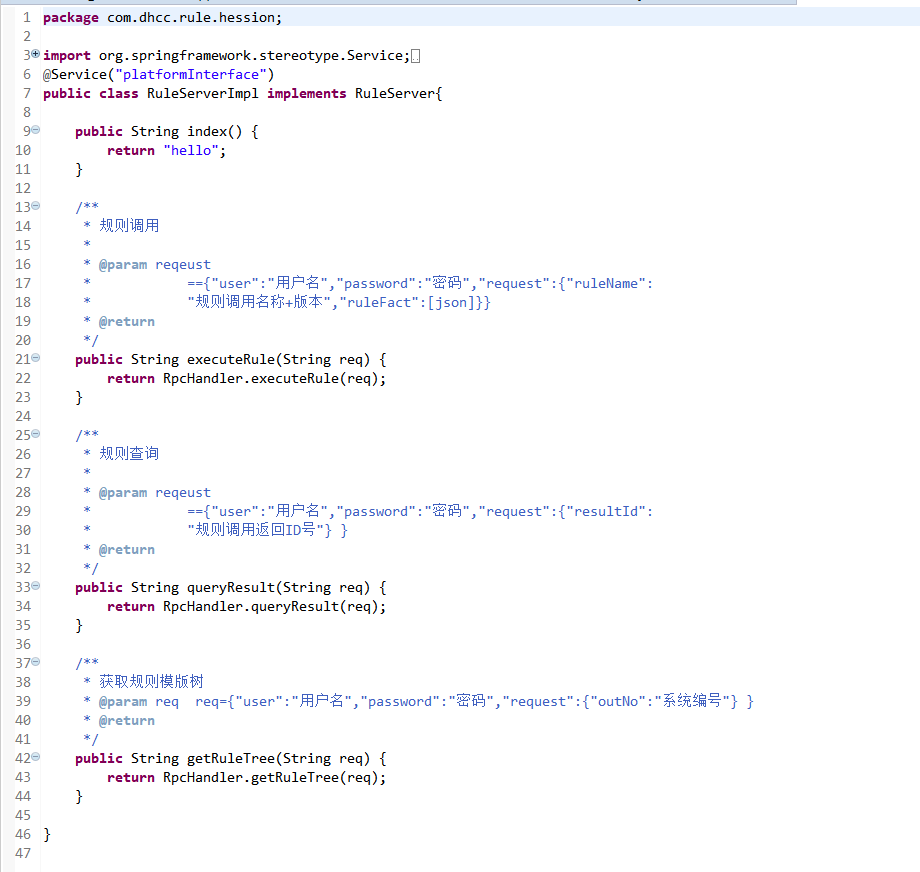 1 package com.dhcc.rule.hession;
2
3 import org.springframework.stereotype.Service;
6 @Service("platformInterface")
7 public class RuleServerImpl implements RuleServer{
8
9 public String index() {
10 return "hello";
11 }
12
13 /**
14 * 规则调用
15 *
16 * @param reqeust
17 * =={"user":"用户名","password":"密码","request":{"ruleName":
18 * "规则调用名称+版本","ruleFact":[json]}}
19 * @return
20 */
21 public String executeRule(String req) {
22 return RpcHandler.executeRule(req);
23 }
24
25 /**
26 * 规则查询
27 *
28 * @param reqeust
29 * =={"user":"用户名","password":"密码","request":{"resultId":
30 * "规则调用返回ID号"} }
31 * @return
32 */
33 public String queryResult(String req) {
34 return RpcHandler.queryResult(req);
35 }
36
37 /**
38 * 获取规则模版树
39 * @param req  req={"user":"用户名","password":"密码","request":{"outNo":"系统编号"} }
40 * @return
41 */
42 public String getRuleTree(String req) {
43 return RpcHandler.getRuleTree(req);
44 }
45
46 }
47